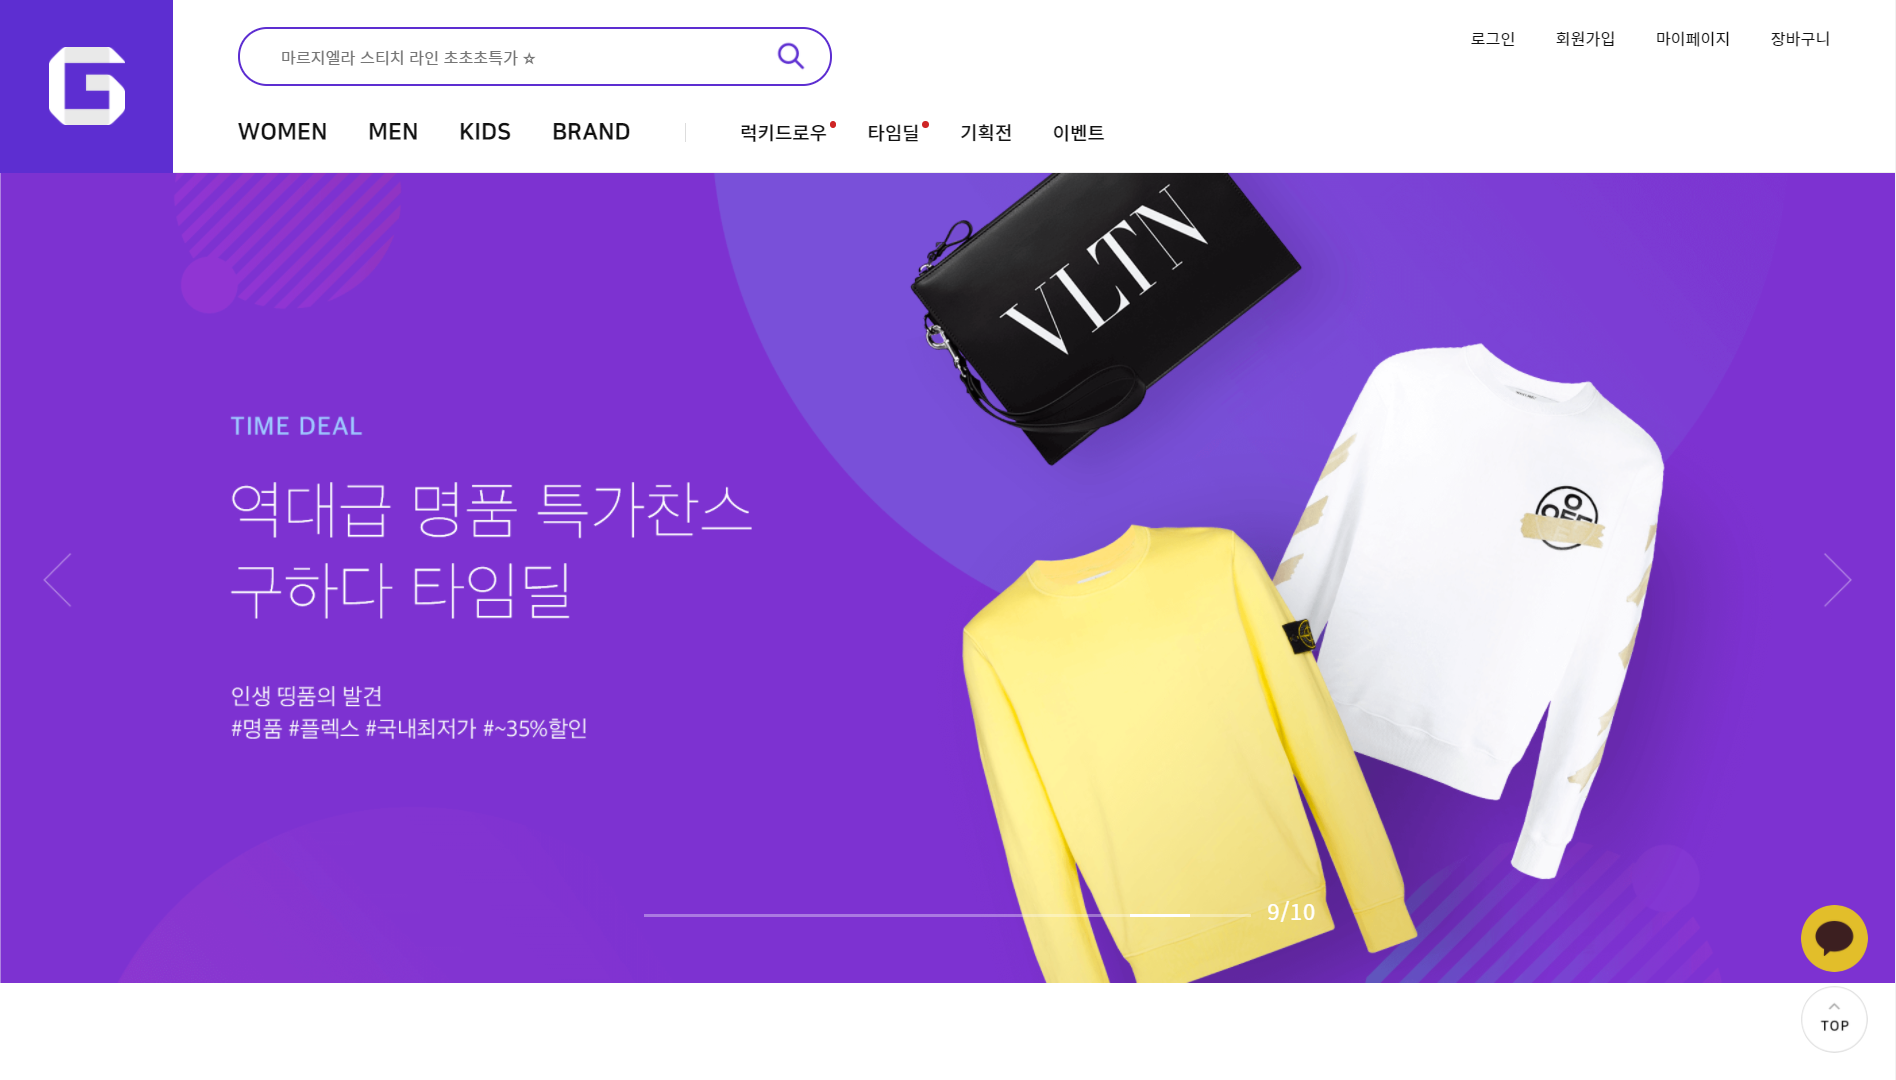 마르지엘라 스티치 라인 초초초특가 ☆
로그인 회원가입 마이페이지 장바구니
WOMEN MEN KIDS BRAND 럭키드로우 타임딜 기획전 이벤트
VLTN
TIME DEAL
역대급 명품 특가찬스
구하다 타임딜
인생 띵품의 발견
#명품 #플렉스 #국내최저가 #~35%할인
9/10
TOP